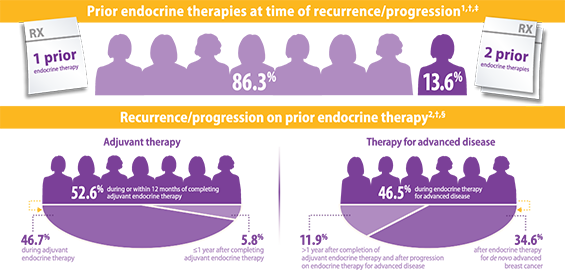 Prior endocrine therapies at time of recurrence/progression1,†,‡
RX
1 prior
endocrine therapy
86.3%
13.6%
RX
2 prior
endocrine therapies
Recurrence/progression on prior endocrine therapy2,†,§
Adjuvant therapy
52.6% during or within 12 months of completing
adjuvant endocrine therapy
46.7%
during adjuvant
endocrine therapy
5.8%
≤1 year after completing
adjuvant endocrine therapy
Therapy for advanced disease
46.5% during endocrine therapy
for advanced disease
11.9%
>1 year after completion of
adjuvant endocrine therapy and after progression
on endocrine therapy for advanced disease
34.6%
after endocrine therapy
for de novo advanced
breast cancer